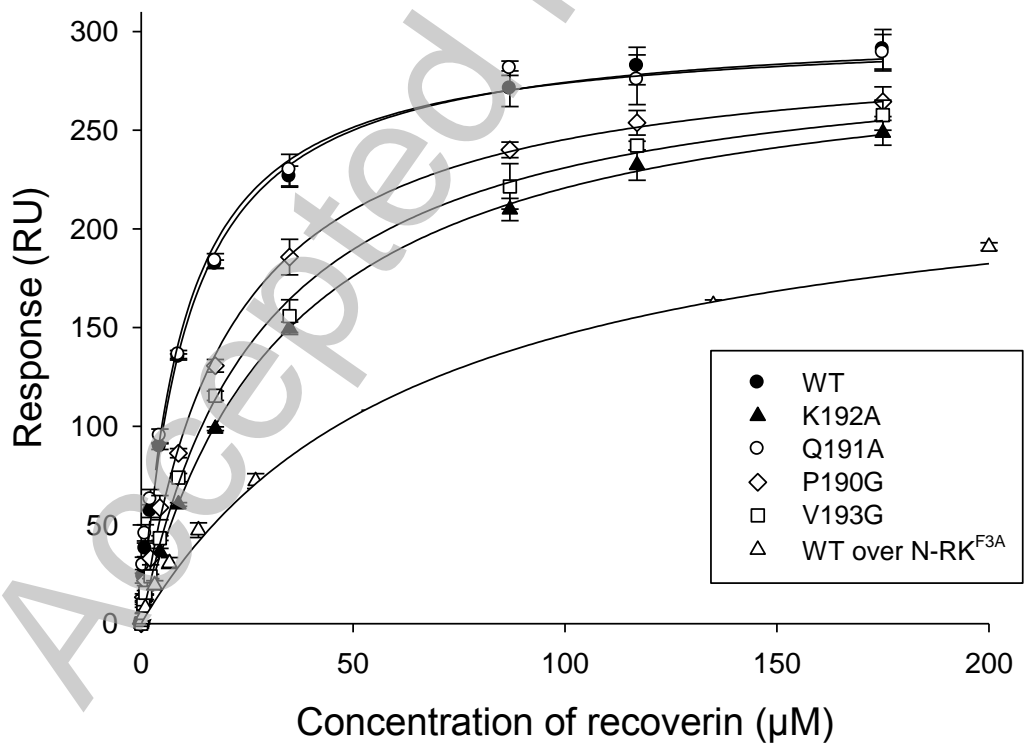 Accepted
Response (RU)
300
250
200
150
100
50
0
0 50 100 150 200
Concentration of recoverin (µM)
WT
K192A
Q191A
P190G
V193G
WT over N-RK^F3A